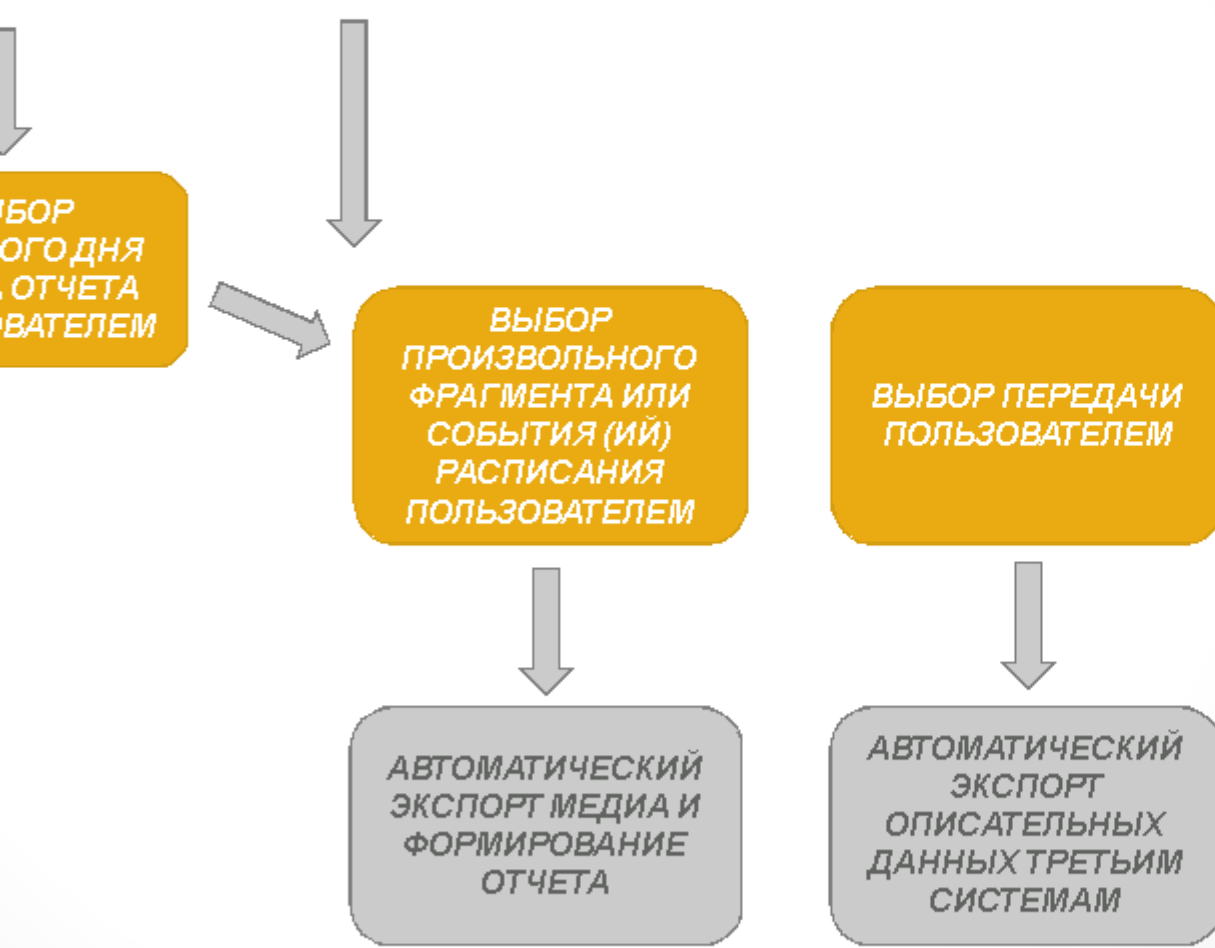 ОТЧЕТА
ВЫБОР
ПРОИЗВОЛЬНОГО
ФРАГМЕНТА ИЛИ
СОБЫТИЯ (ИЙ)
РАСПИСАНИЯ
ПОЛЬЗОВАТЕЛЕМ
ВЫБОР ПЕРЕДАЧИ
ПОЛЬЗОВАТЕЛЕМ
АВТОМАТИЧЕСКИЙ
ЭКСПОРТ МЕДИА И
ФОРМИРОВАНИЕ
ОТЧЕТА
АВТОМАТИЧЕСКИЙ
ЭКСПОРТ
ОПИСАТЕЛЬНЫХ
ДАННЫХ ТРЕТЬИМ
СИСТЕМАМ